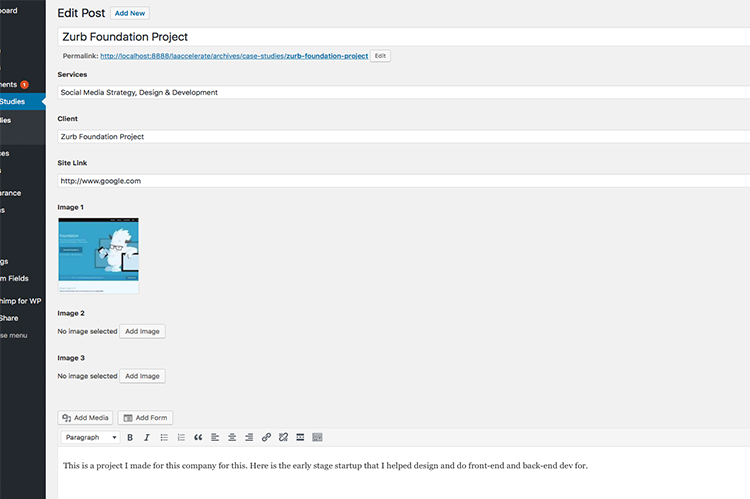 board
Edit Post Add New
Zurb Foundation Project
Permalink: http://localhost:8888/laaccelerate/archives/case-studies/zurb-foundation-project Edit
ments 1
Studies
dies
Services
Social Media Strategy, Design & Development
Client
Zurb Foundation Project
ces
s
Site Link
http://www.google.com
arance
ns
Image 1
Foundation
gs
m Fields
himp for WP
Share
se menu
Image 2
No image selected Add Image
Image 3
No image selected Add Image
Add Media Add Form
Paragraph
This is a project I made for this company for this. Here is the early stage startup that I helped design and do front-end and back-end dev for.